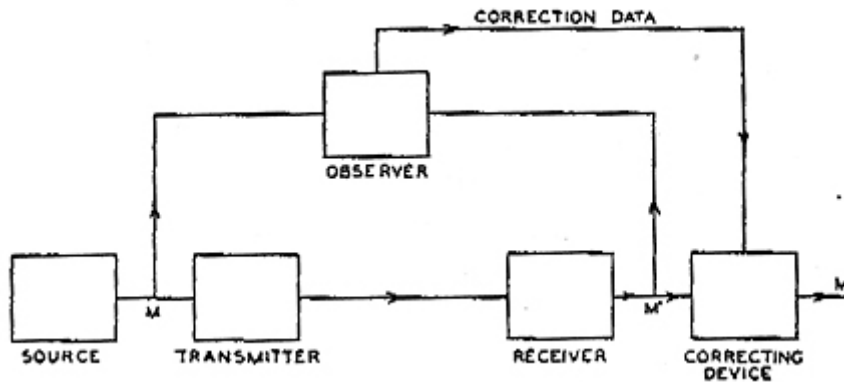 CORRECTION DATA
OBSERVER
M
M'
M
SOURCE
TRANSMITTER
RECEIVER
CORRECTING
DEVICE